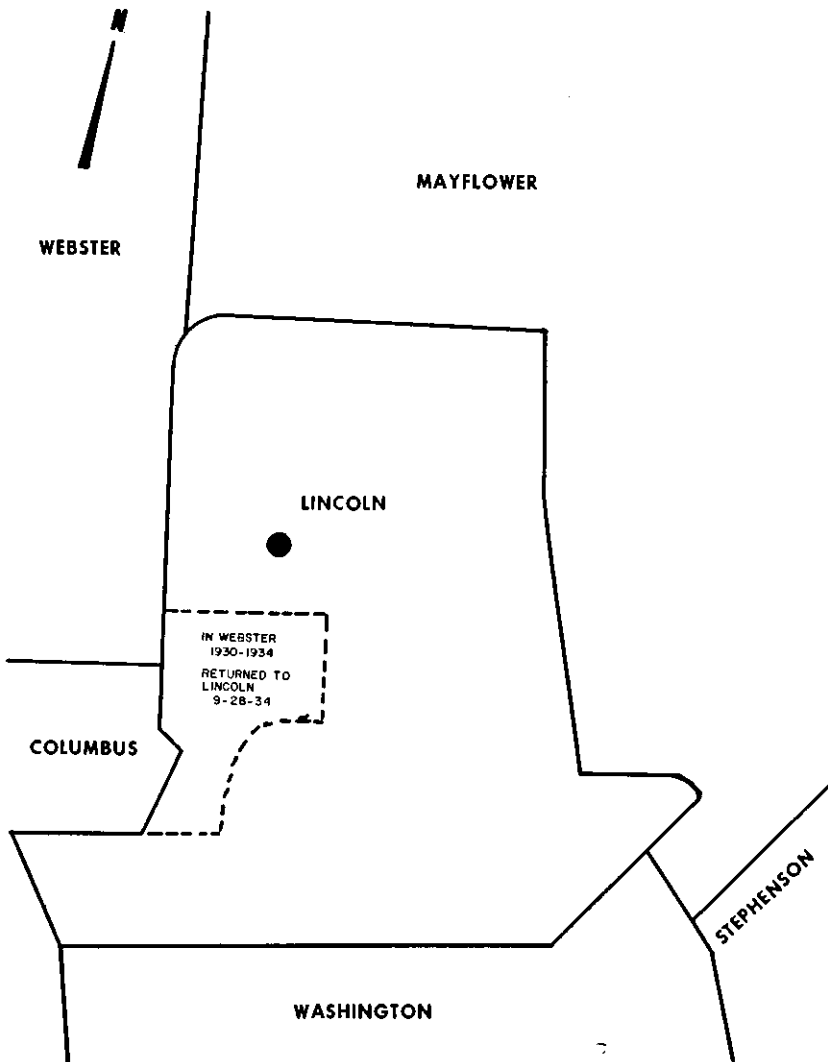 N
MAYFLOWER
WEBSTER
LINCOLN
IN WEBSTER
1930-1934
RETURNED TO
LINCOLN
9-28-34
COLUMBUS
STEPHENSON
WASHINGTON